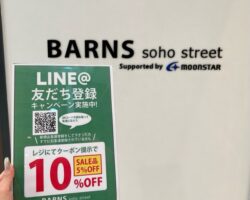 BARNS soho street
Supported by MOONSTAR
LINE@
友だち登録
キャンペーン実施中!
レジにてクーポン提示で
10%OFF
SALE品
5%OFF
BARNS soho street